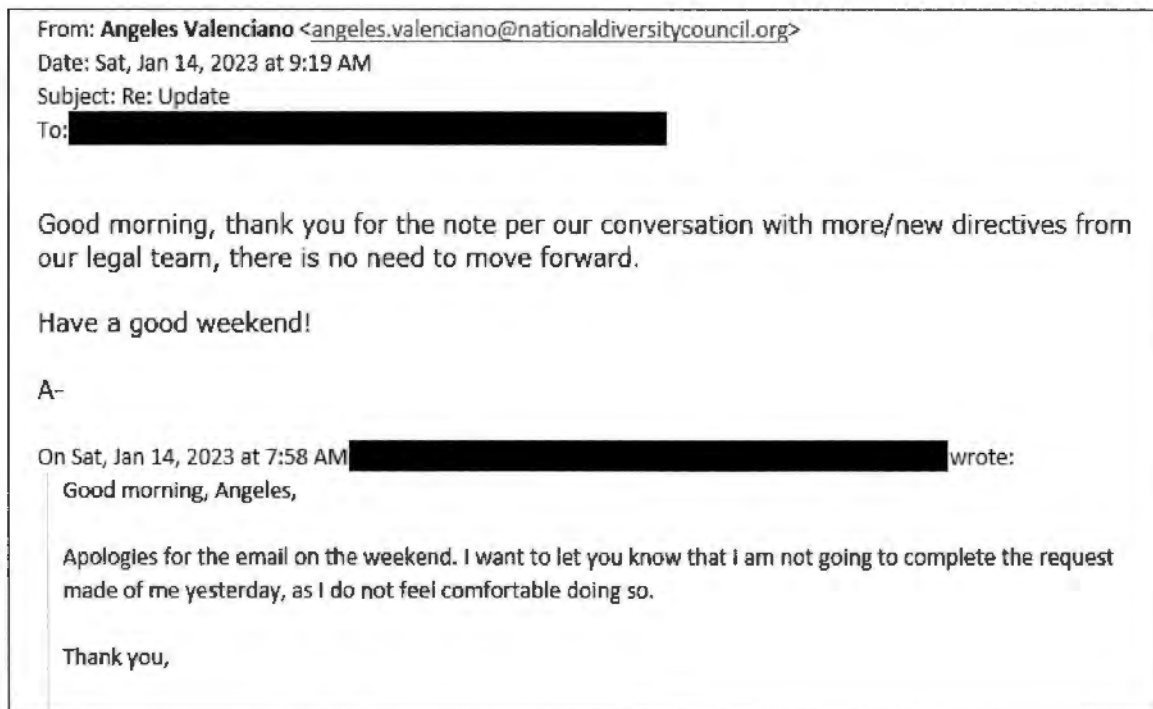 From: Angeles Valenciano <angeles.valenciano@nationaldiversitycouncil.org>
Date: Sat, Jan 14, 2023 at 9:19 AM
Subject: Re: Update
To:
Good morning, thank you for the note per our conversation with more/new directives from
our legal team, there is no need to move forward.
Have a good weekend!
A-
On Sat, Jan 14, 2023 at 7:58 AM wrote:
Good morning, Angeles,
Apologies for the email on the weekend. I want to let you know that I am not going to complete the request
made of me yesterday, as I do not feel comfortable doing so.
Thank you,